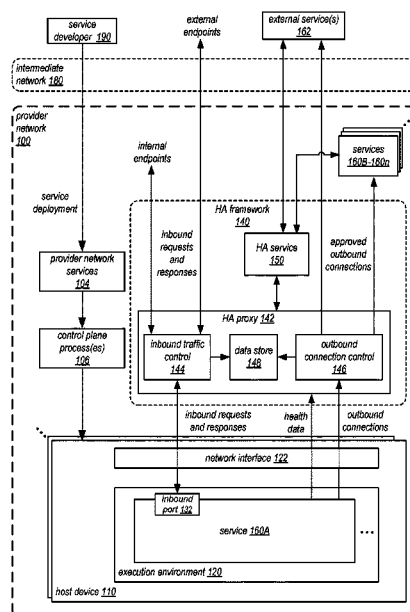 service
developer 190
external
endpoints
external service(s)
162
intermediate
network 180
provider
network
100
internal
endpoints
services
160B-160n
service
deployment
HA framework
140
inbound
requests
and
responses
HA service
150
approved
outbound
connections
provider network
services
104
HA proxy 142
control plane
process(es)
106
inbound traffic
control
144
data store
148
outbound
connection control
146
inbound requests
and responses
health
data
outbound
connections
network interface 122
inbound
port 132
service 160A
...
...
execution environment 120
host device 110